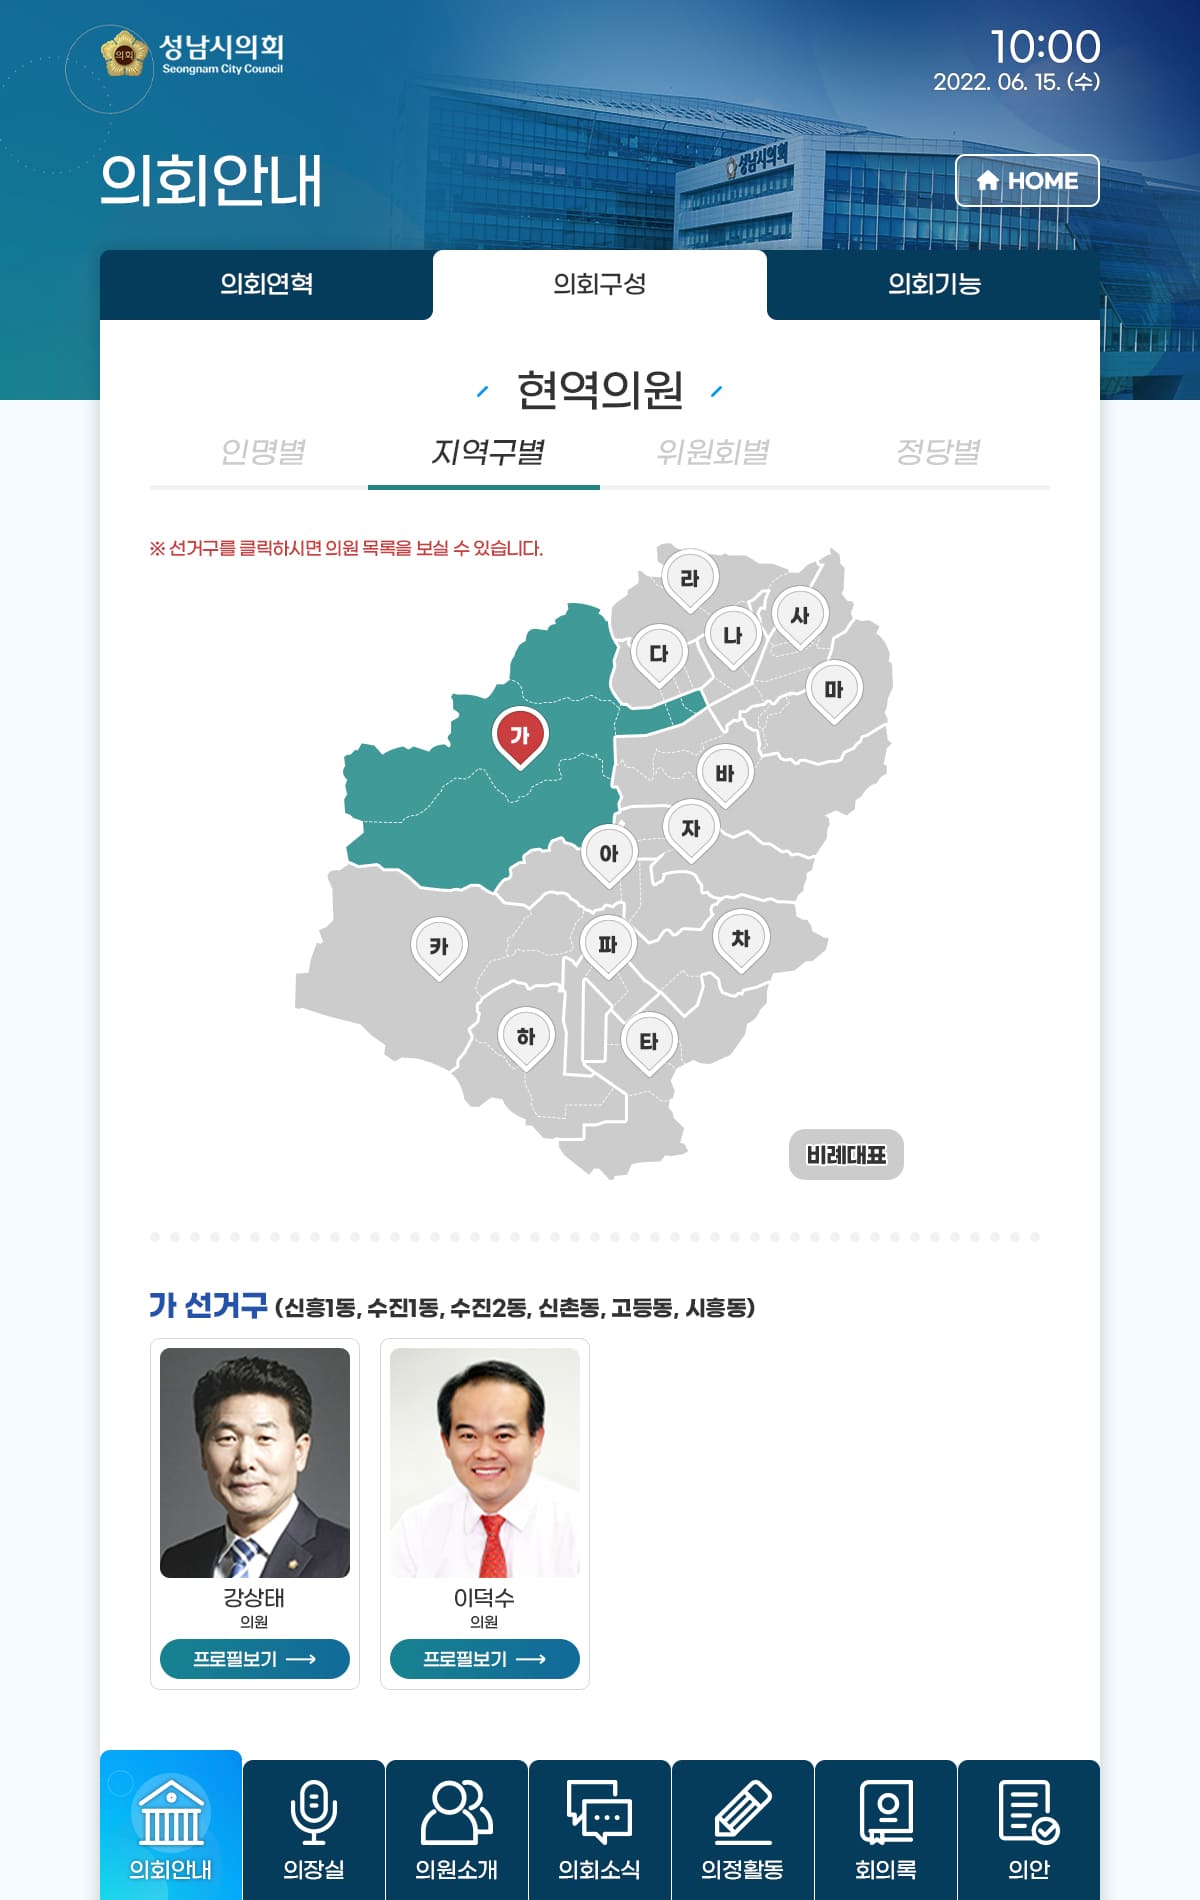 의회
성남시의회
Seongnam City Council
10:00
2022. 06. 15. (수)
성남시의회
의회안내
HOME
의회연혁
의회구성
의회기능
현역의원
인명별
지역구별
위원회별
정당별
※ 선거구를 클릭하시면 의원 목록을 보실 수 있습니다.
라
사
나
다
마
가
바
자
아
카
파
차
하
타
비례대표
가 선거구 (신흥1동, 수진1동, 수진2동, 신촌동, 고등동, 시흥동)
강상태
의원
프로필보기
이덕수
의원
프로필보기
의회안내
의장실
의원소개
의회소식
의정활동
회의록
의안